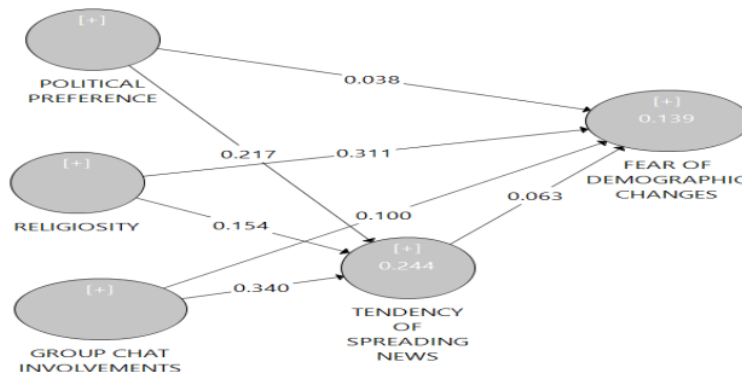 [+]
POLITICAL
PREFERENCE
0.038
[+]
0.139
FEAR OF
DEMOGRAPHIC
CHANGES
0.217
0.311
[+]
RELIGIOSITY
0.154
0.100
0.063
[+]
0.244
TENDENCY
OF
SPREADING
NEWS
0.340
[+]
GROUP CHAT
INVOLVEMENTS